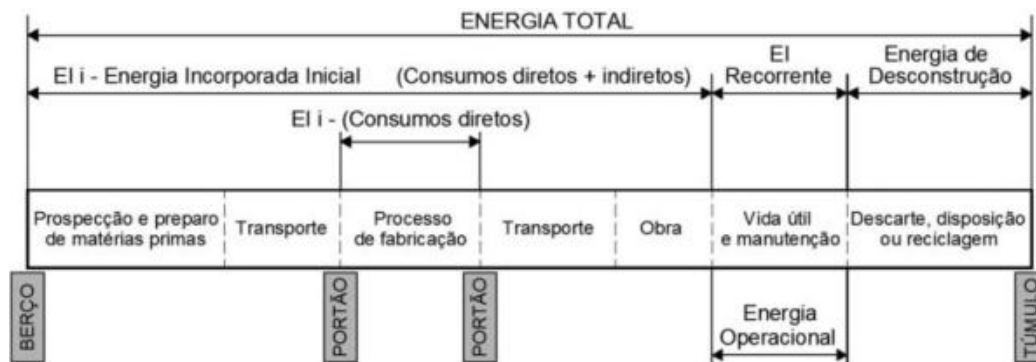 ENERGIA TOTAL
EI i - Energia Incorporada Inicial (Consumos diretos + indiretos)
EI
Recorrente
Energia de
Desconstrução
EI i - (Consumos diretos)
Prospecção e preparo
de matérias primas
Transporte
Processo
de fabricação
Transporte
Obra
Vida útil
e manutenção
Descarte, disposição
ou reciclagem
BERÇO
PORTÃO
PORTÃO
Energia
Operacional
TÚMULO